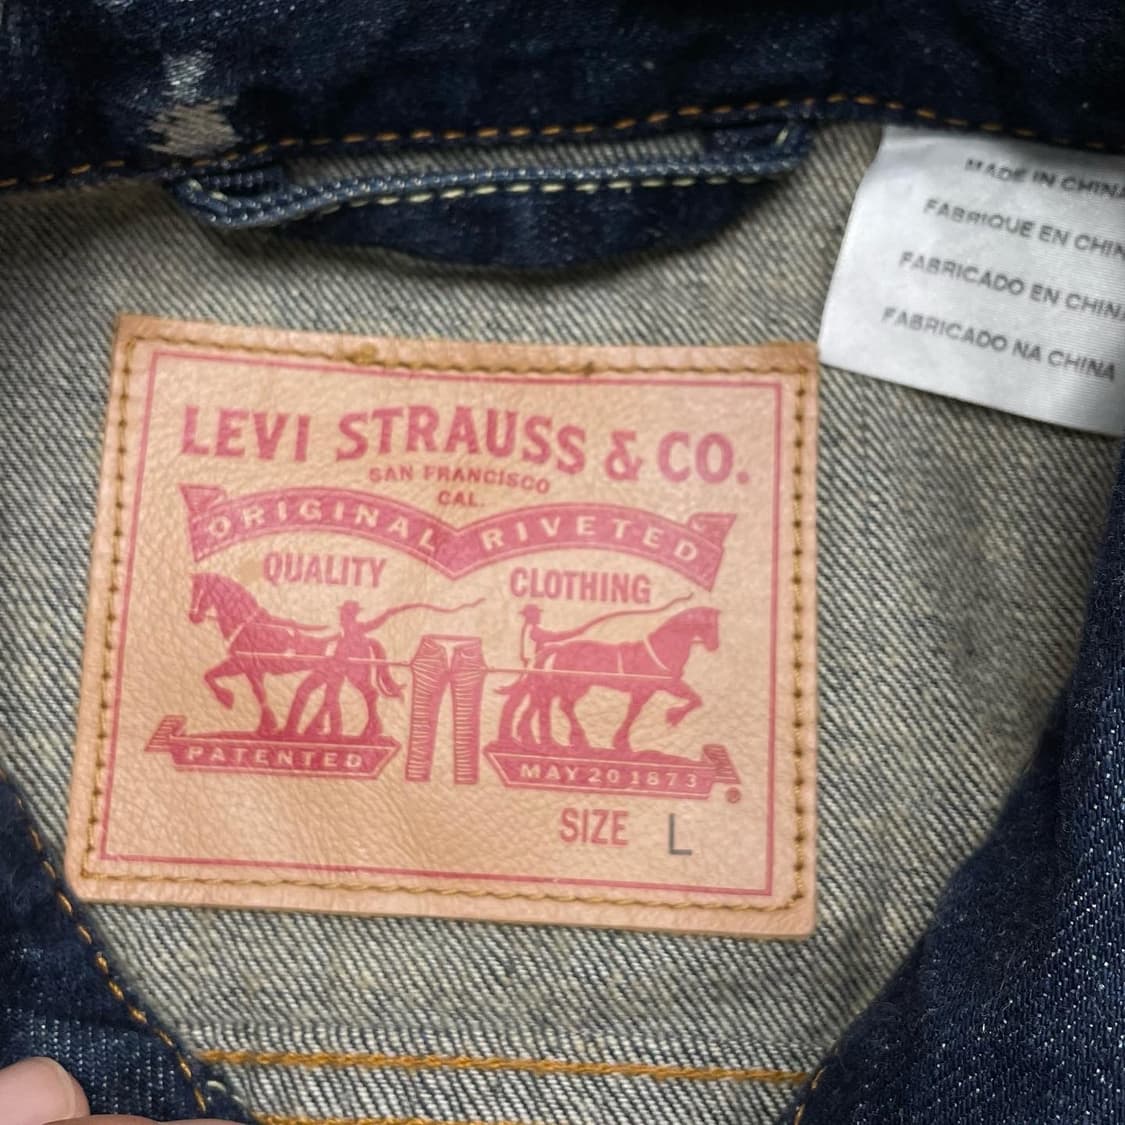 LEVI STRAUSS & CO.
SAN FRANCISCO
CAL.
ORIGINAL RIVETED
QUALITY CLOTHING
PATENTED MAY 20 1873
®
SIZE L
MADE IN CHINA
FABRIQUE EN CHIN
FABRICADO EN CHINA
FABRICADO NA CHINA